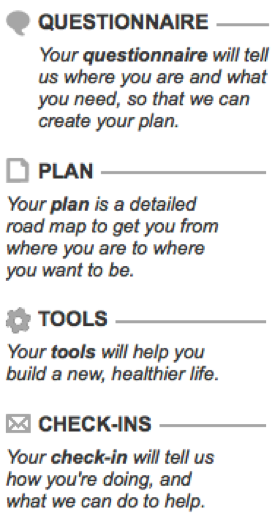 QUESTIONNAIRE
Your questionnaire will tell
us where you are and what
you need, so that we can
create your plan.
PLAN
Your plan is a detailed
road map to get you from
where you are to where
you want to be.
TOOLS
Your tools will help you
build a new, healthier life.
CHECK-INS
Your check-in will tell us
how you're doing, and
what we can do to help.